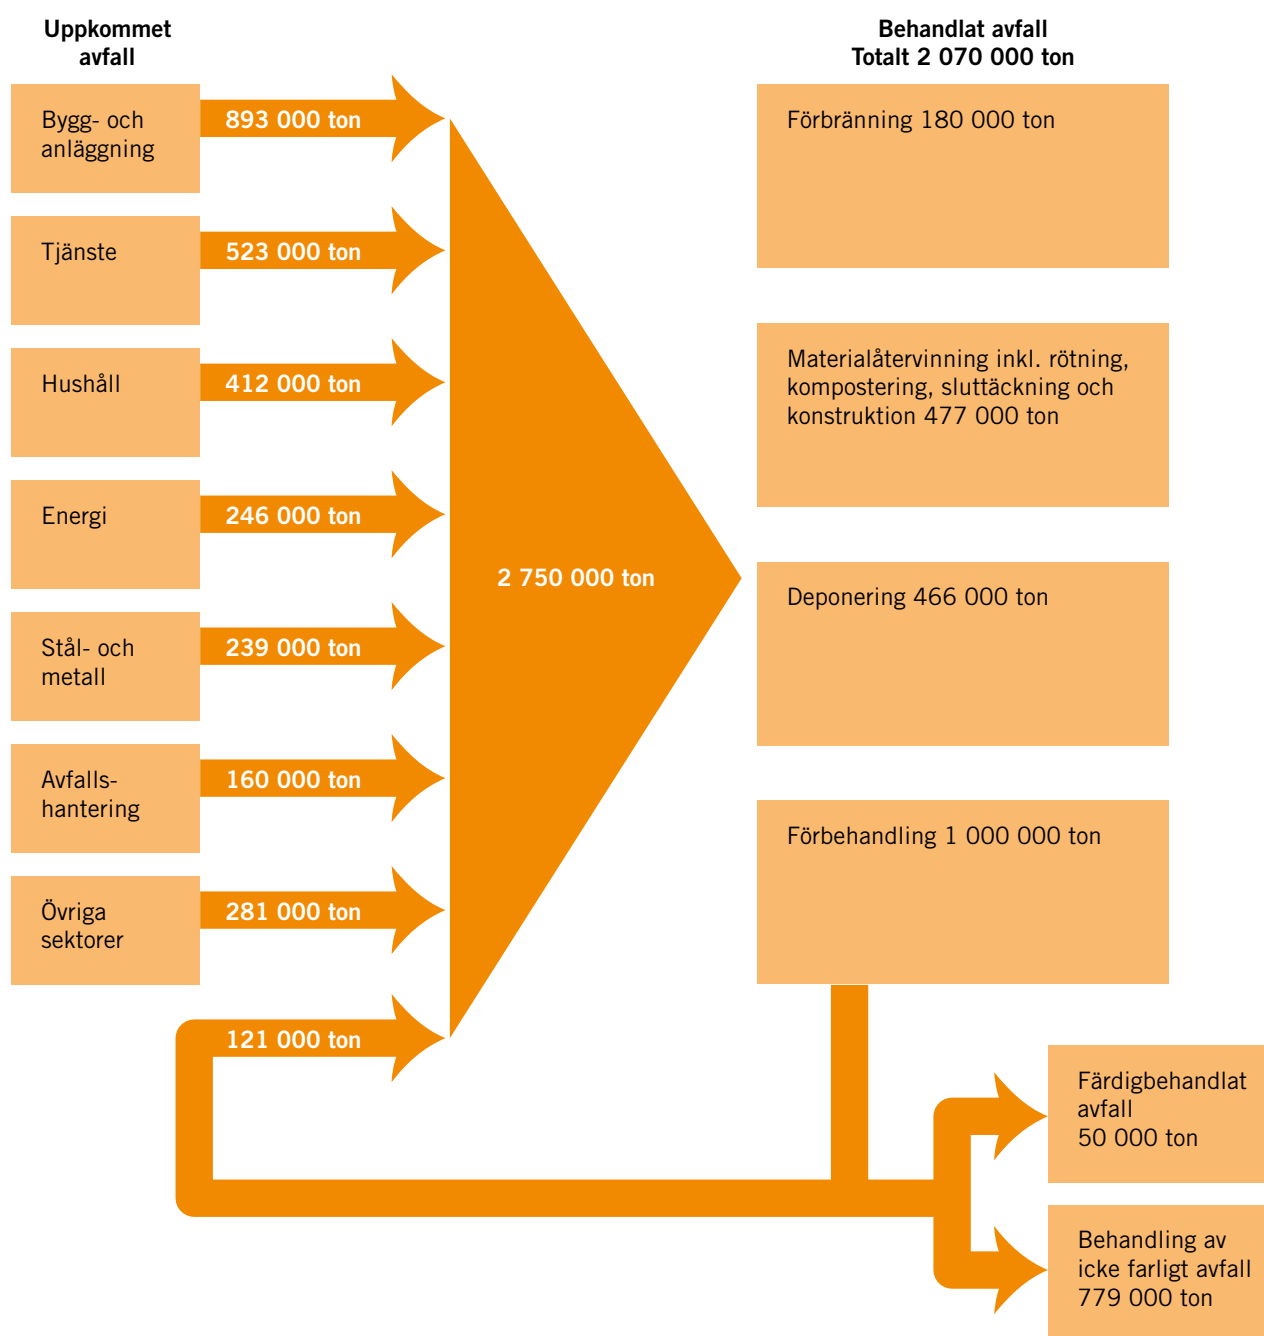 Uppkommet
avfall
Bygg- och
anläggning
893 000 ton
Tjänste
523 000 ton
Hushåll
412 000 ton
Energi
246 000 ton
Stål- och
metall
239 000 ton
Avfalls-
hantering
160 000 ton
Övriga
sektorer
281 000 ton
121 000 ton
2 750 000 ton
Behandlat avfall
Totalt 2 070 000 ton
Förbränning 180 000 ton
Materialåtervinning inkl. rötning,
kompostering, sluttäckning och
konstruktion 477 000 ton
Deponering 466 000 ton
Förbehandling 1 000 000 ton
Färdigbehandlat
avfall
50 000 ton
Behandling av
icke farligt avfall
779 000 ton